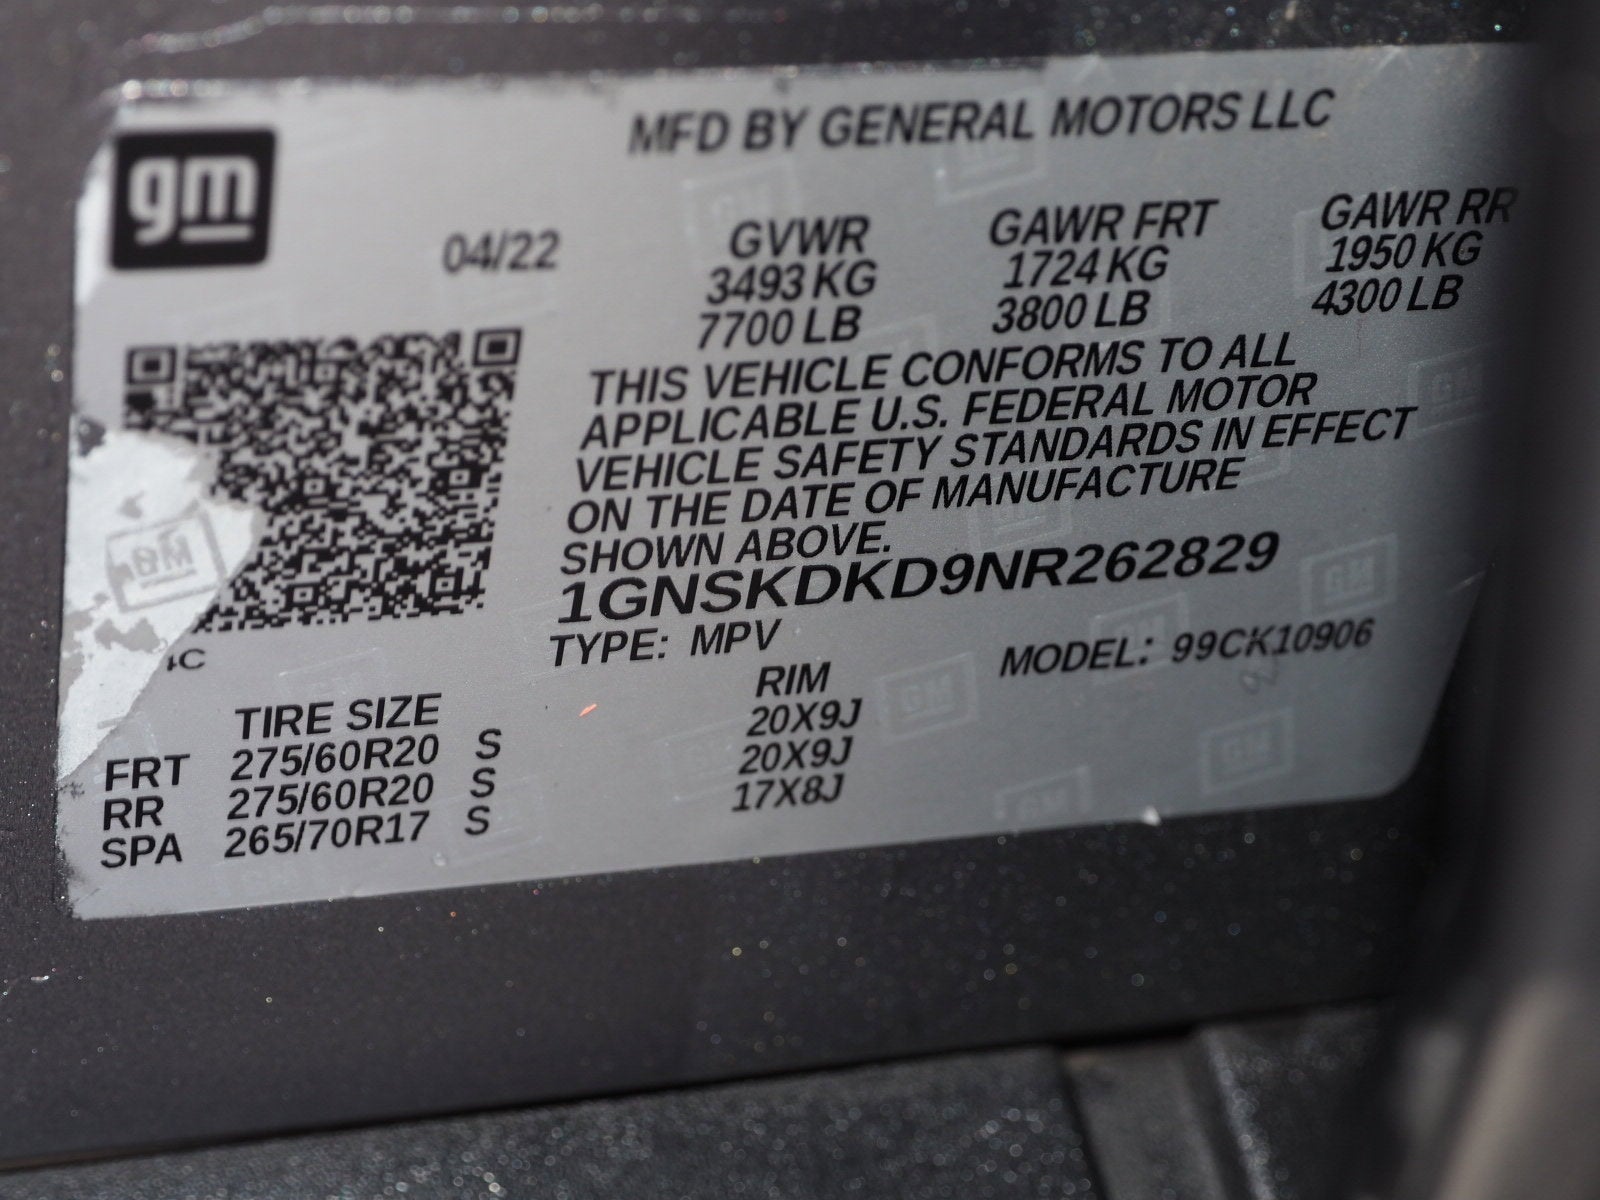 gm
MFD BY GENERAL MOTORS LLC
04/22 GVWR GAWR FRT GAWR RR
3493 KG 1724 KG 1950 KG
7700 LB 3800 LB 4300 LB
THIS VEHICLE CONFORMS TO ALL
APPLICABLE U.S. FEDERAL MOTOR
VEHICLE SAFETY STANDARDS IN EFFECT
ON THE DATE OF MANUFACTURE
SHOWN ABOVE.
1GNSKDKD9NR262829
TYPE: MPV MODEL: 99CK10906
4C
TIRE SIZE RIM
FRT 275/60R20 S 20X9J
RR 275/60R20 S 20X9J
SPA 265/70R17 S 17X8J